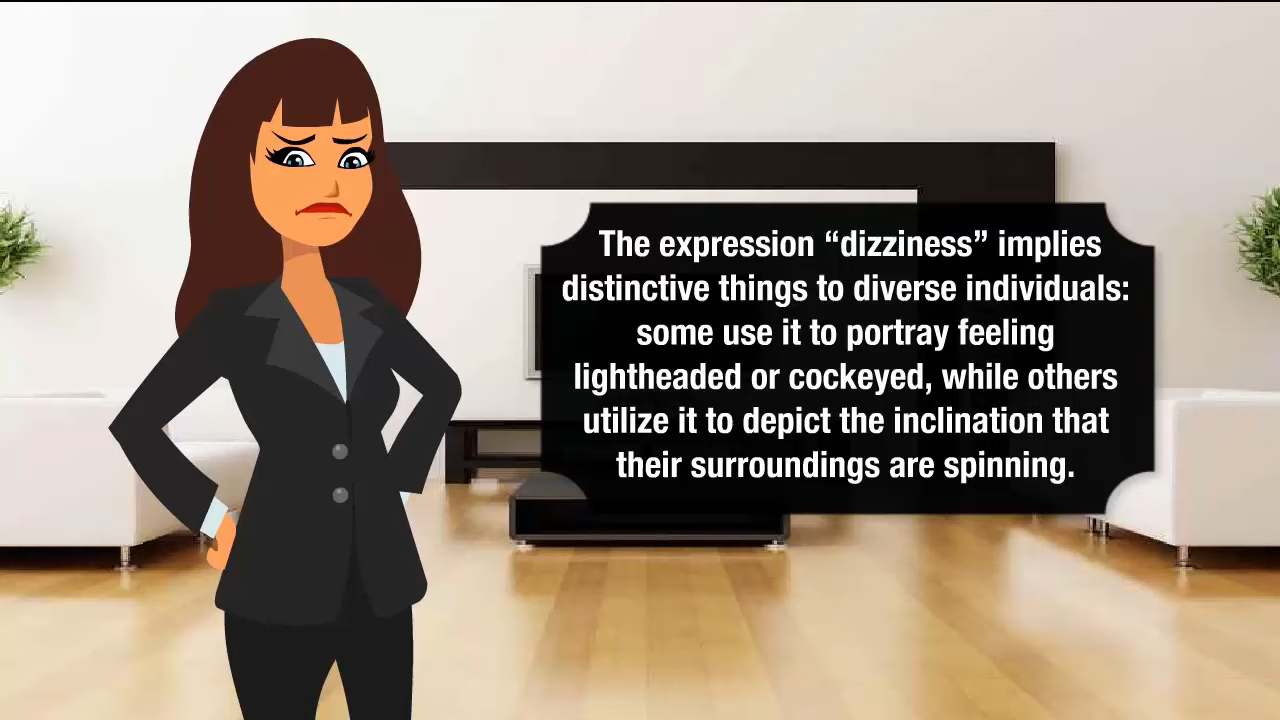 The expression “dizziness” implies
distinctive things to diverse individuals:
some use it to portray feeling
lightheaded or cockeyed, while others
utilize it to depict the inclination that
their surroundings are spinning.